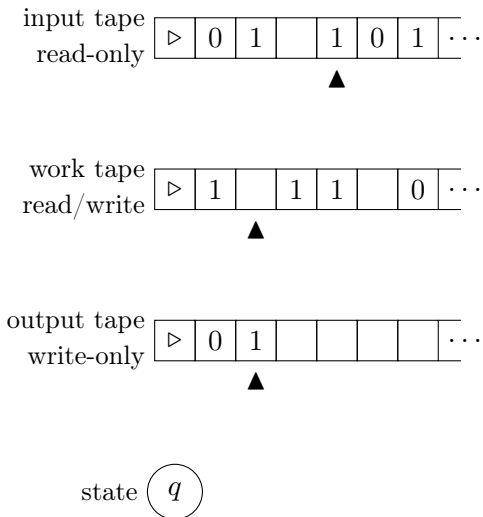 input tape
read-only
▷ 0 1 1 0 1 ⋯
work tape
read/write
▷ 1 1 1 0 ⋯
output tape
write-only
▷ 0 1 ⋯
state q